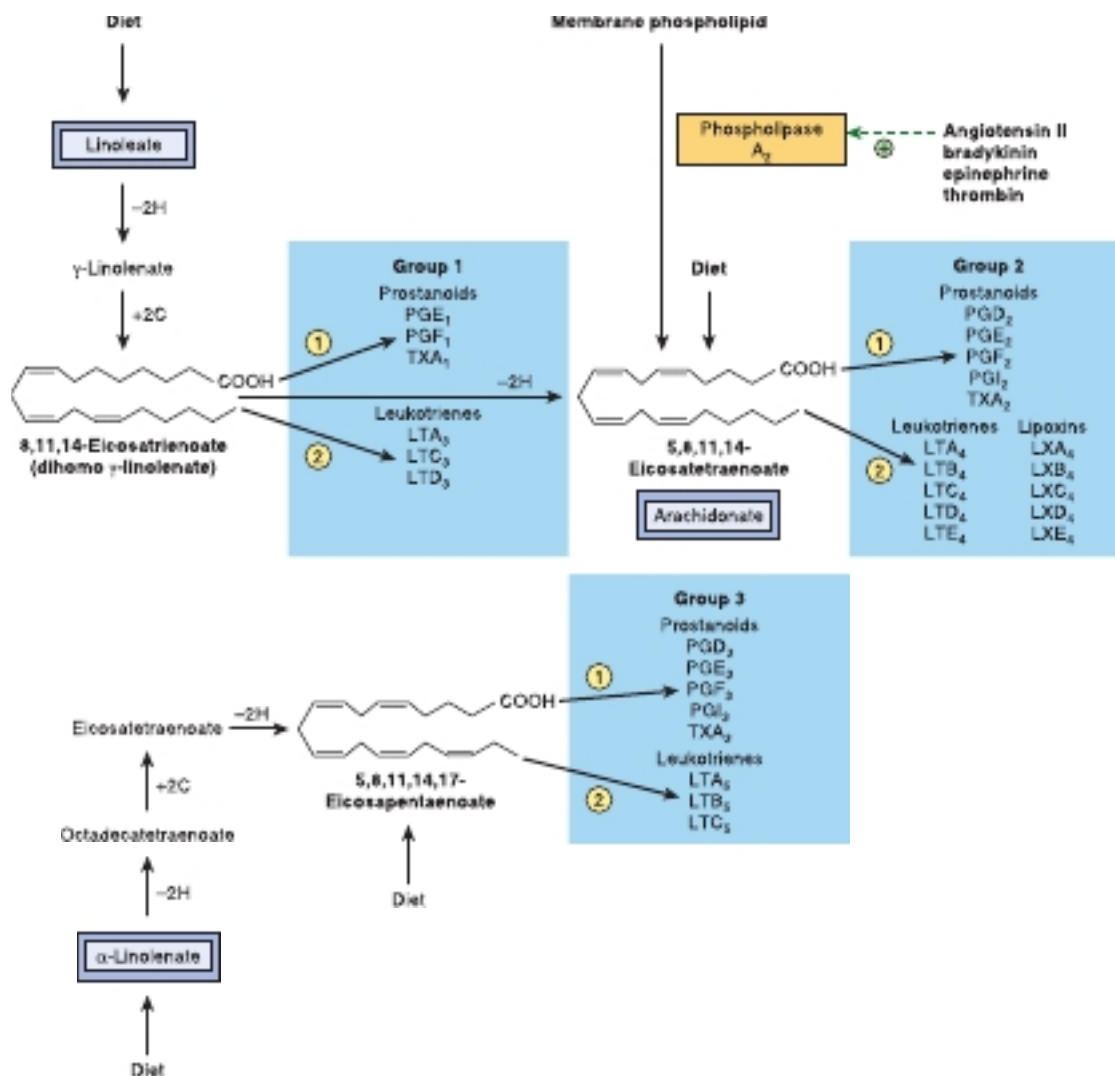 Diet
Membrane phospholipid
Linoleate
Phospholipase
A₂
Angiotensin II
bradykinin
epinephrine
thrombin
+
–2H
γ-Linolenate
+2C
COOH
8,11,14-Eicosatrienoate
(dihomo γ-linolenate)
Group 1
Prostanoids
PGE₁
PGF₁
TXA₁
1
–2H
Leukotrienes
LTA₃
LTC₃
LTD₃
2
Diet
COOH
5,8,11,14-
Eicosatetraenoate
Arachidonate
Group 2
Prostanoids
PGD₂
PGE₂
PGF₂
PGI₂
TXA₂
1
Leukotrienes Lipoxins
LTA₄ LXA₄
LTB₄ LXB₄
LTC₄ LXC₄
LTD₄ LXD₄
LTE₄ LXE₄
2
Group 3
Prostanoids
PGD₃
PGE₃
PGF₃
PGI₃
TXA₃
1
Leukotrienes
LTA₅
LTB₅
LTC₅
2
Eicosatetraenoate
–2H
COOH
5,8,11,14,17-
Eicosapentaenoate
Diet
+2C
Octadecatetraenoate
–2H
α-Linolenate
Diet